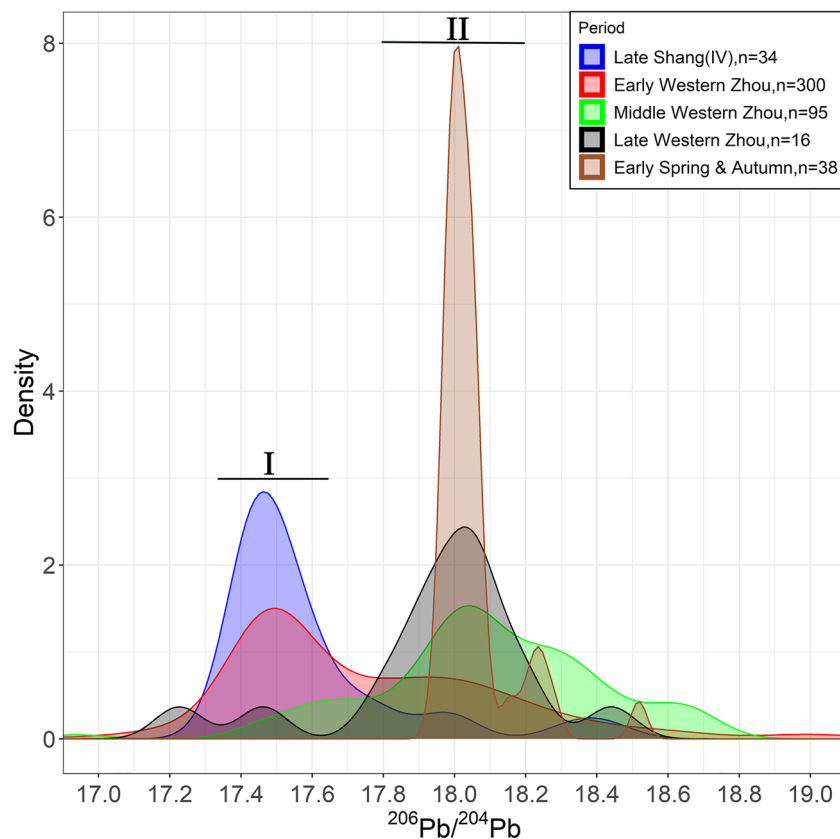 II
Period
Late Shang(IV),n=34
Early Western Zhou,n=300
Middle Western Zhou,n=95
Late Western Zhou,n=16
Early Spring & Autumn,n=38
8
6
4
2
0
Density
I
17.0 17.2 17.4 17.6 17.8 18.0 18.2 18.4 18.6 18.8 19.0
²⁰⁶Pb/²⁰⁴Pb